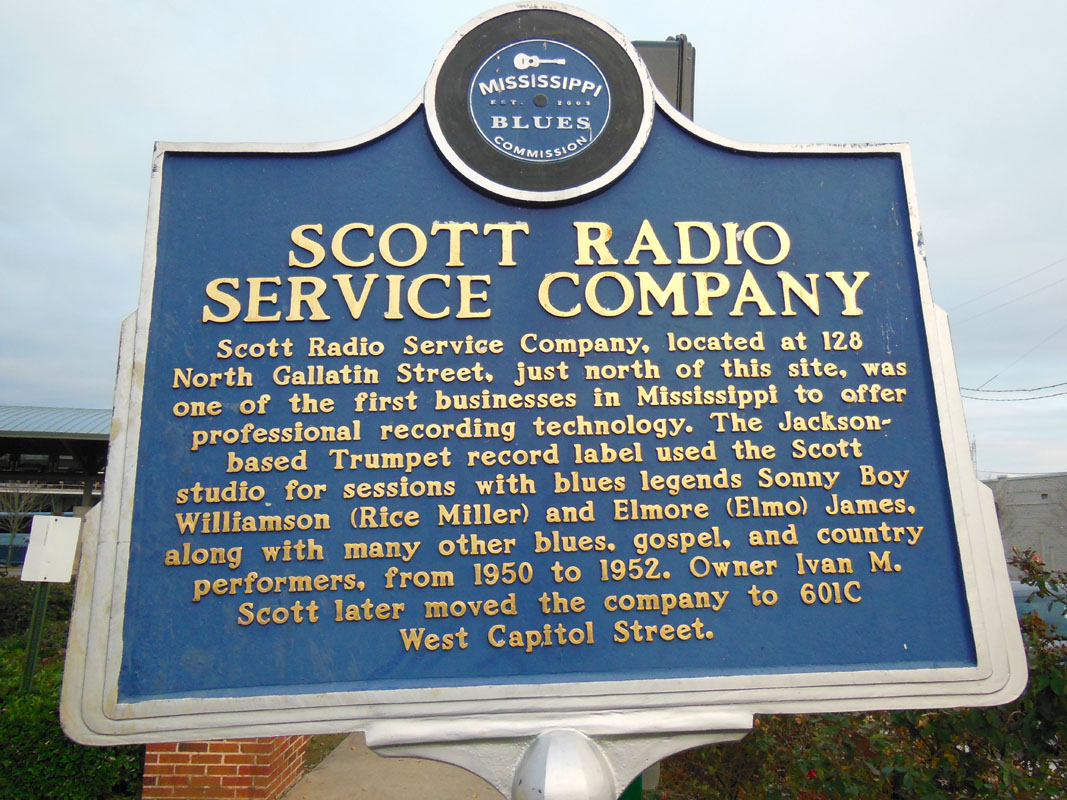 MISSISSIPPI
EST. 2003
BLUES
COMMISSION
SCOTT RADIO
SERVICE COMPANY
Scott Radio Service Company, located at 128
North Gallatin Street, just north of this site, was
one of the first businesses in Mississippi to offer
professional recording technology. The Jackson-
based Trumpet record label used the Scott
studio for sessions with blues legends Sonny Boy
Williamson (Rice Miller) and Elmore (Elmo) James,
along with many other blues, gospel, and country
performers, from 1950 to 1952. Owner Ivan M.
Scott later moved the company to 601C
West Capitol Street.